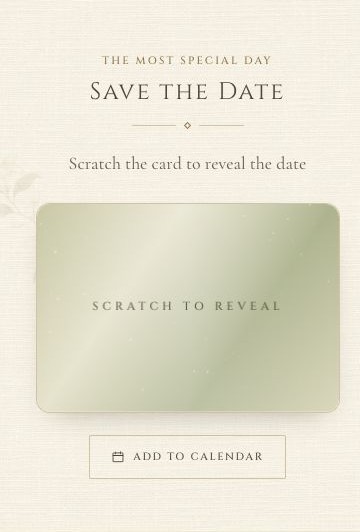 THE MOST SPECIAL DAY
SAVE THE DATE
Scratch the card to reveal the date
SCRATCH TO REVEAL
ADD TO CALENDAR